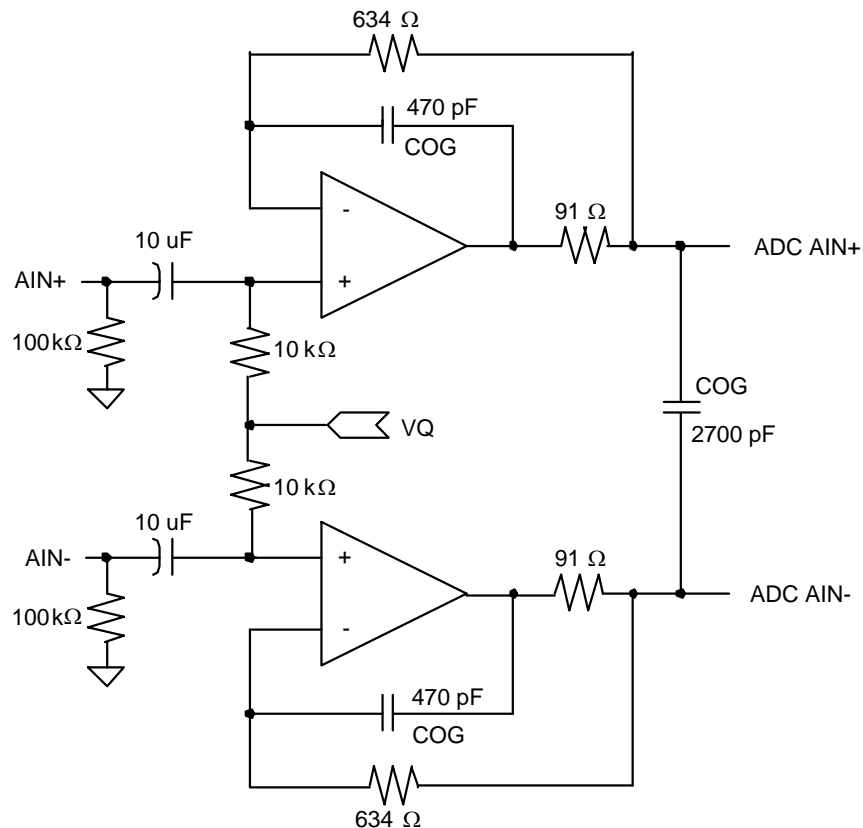 634 Ω
470 pF
COG
-
91 Ω
10 uF
ADC AIN+
AIN+
+
100kΩ
10 kΩ
COG
VQ
2700 pF
10 kΩ
10 uF
91 Ω
AIN-
+
ADC AIN-
100kΩ
-
470 pF
COG
634 Ω